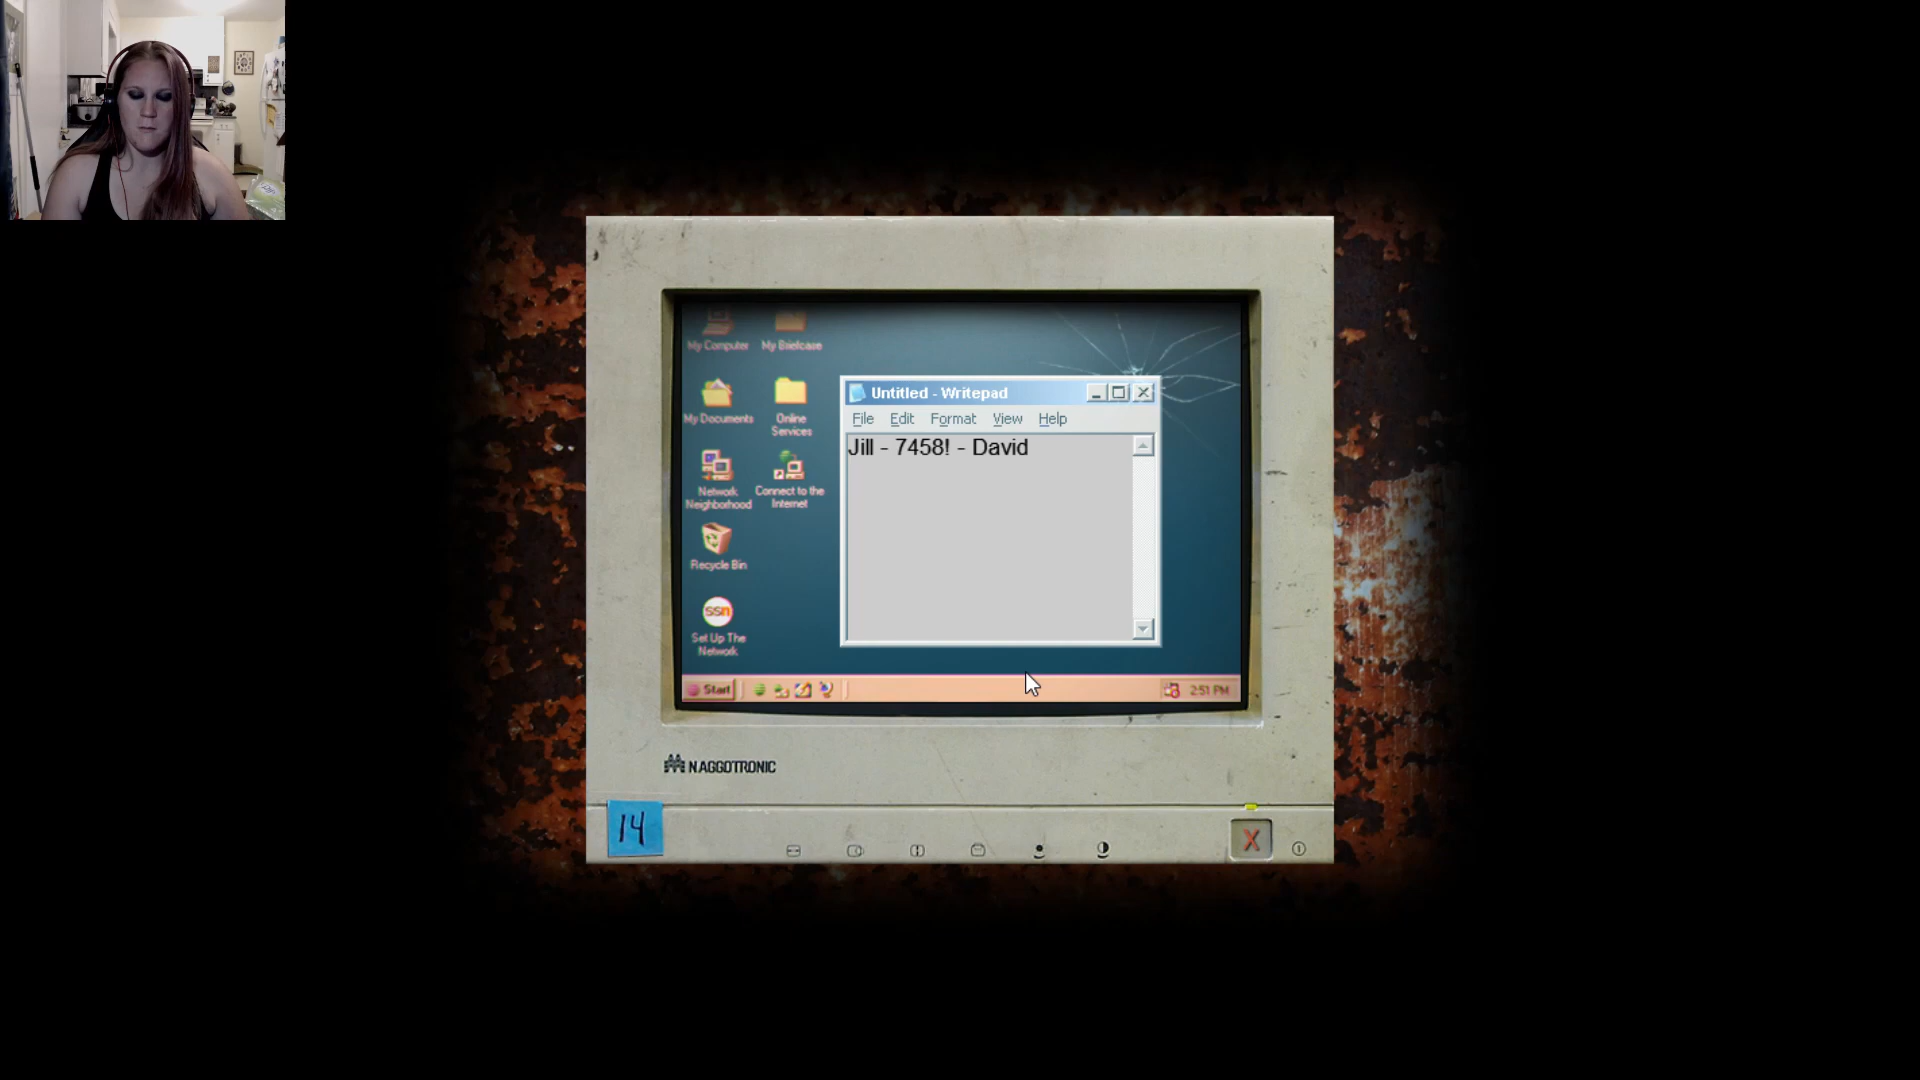 My Computer
My Briefcase
My Documents
Online
Services
Network
Neighborhood
Connect to the
Internet
Recycle Bin
ssn
Set Up The
Network
Untitled - Writepad
File Edit Format View Help
Jill - 7458! - David
Start
2:51 PM
NAGGOTRONIC
14
X